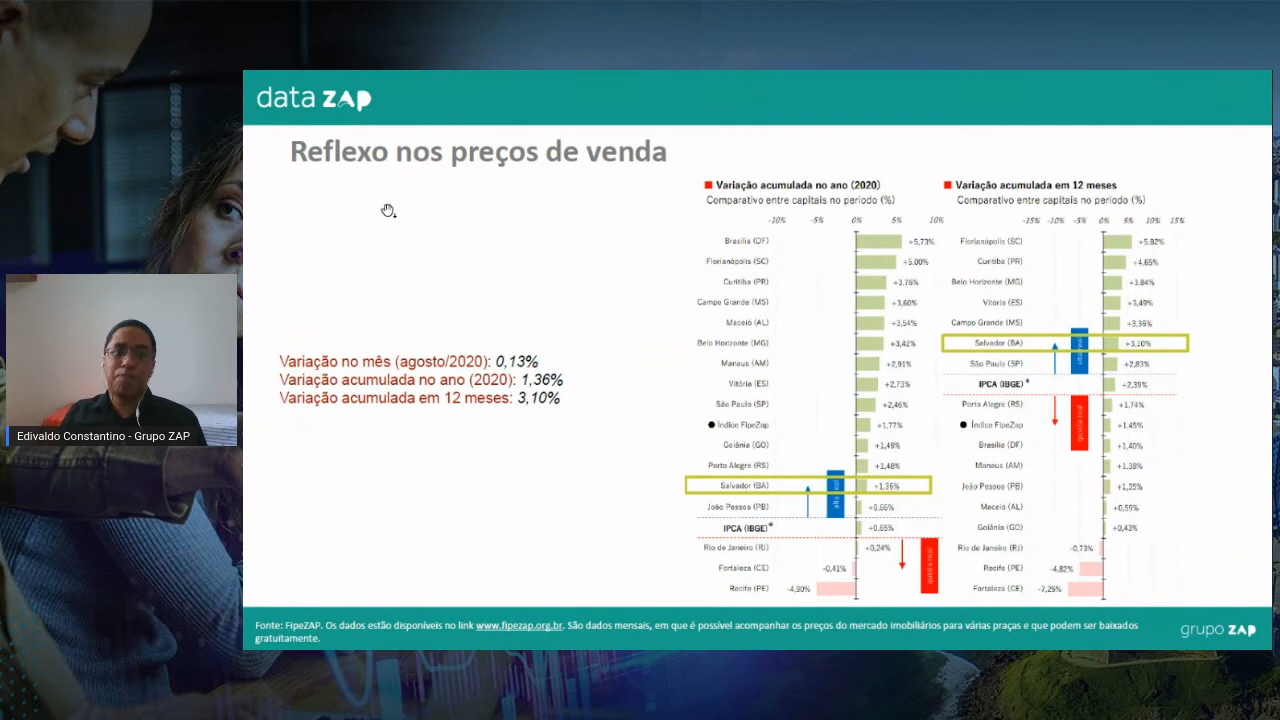 data ZAP
Reflexo nos preços de venda
Variação no mês (agosto/2020): 0,13%
Variação acumulada no ano (2020): 1,36%
Variação acumulada em 12 meses: 3,10%
Edivaldo Constantino - Grupo ZAP
Variação acumulada no ano (2020)
Comparativo entre capitais no período (%)
-10% -5% 0% 5% 10%
Brasília (DF) +5,73%
Florianópolis (SC) +5,00%
Curitiba (PR) +3,76%
Campo Grande (MS) +3,60%
Maceió (AL) +3,54%
Belo Horizonte (MG) +3,42%
Manaus (AM) +2,91%
Vitória (ES) +2,73%
São Paulo (SP) +2,46%
Índice FipeZap +1,77%
Goiânia (GO) +1,49%
Porto Alegre (RS) +1,48%
Salvador (BA) +1,36%
João Pessoa (PB) +0,66%
IPCA (IBGE)* +0,65%
Rio de Janeiro (RJ) +0,24%
Fortaleza (CE) -0,41%
Recife (PE) -4,90%
alta real
queda real
Variação acumulada em 12 meses
Comparativo entre capitais no período (%)
-15% -10% -5% 0% 5% 10% 15%
Florianópolis (SC) +5,82%
Curitiba (PR) +4,65%
Belo Horizonte (MG) +3,84%
Vitória (ES) +3,49%
Campo Grande (MS) +3,36%
Salvador (BA) +3,10%
São Paulo (SP) +2,83%
IPCA (IBGE)* +2,39%
Porto Alegre (RS) +1,74%
Índice FipeZap +1,45%
Brasília (DF) +1,40%
Manaus (AM) +1,38%
João Pessoa (PB) +1,35%
Maceió (AL) +0,59%
Goiânia (GO) +0,43%
Rio de Janeiro (RJ) -0,73%
Recife (PE) -4,82%
Fortaleza (CE) -7,25%
alta real
queda real
Fonte: FipeZAP. Os dados estão disponíveis no link www.fipezap.org.br. São dados mensais, em que é possível acompanhar os preços do mercado imobiliários para várias praças e que podem ser baixados
gratuitamente.
grupo ZAP